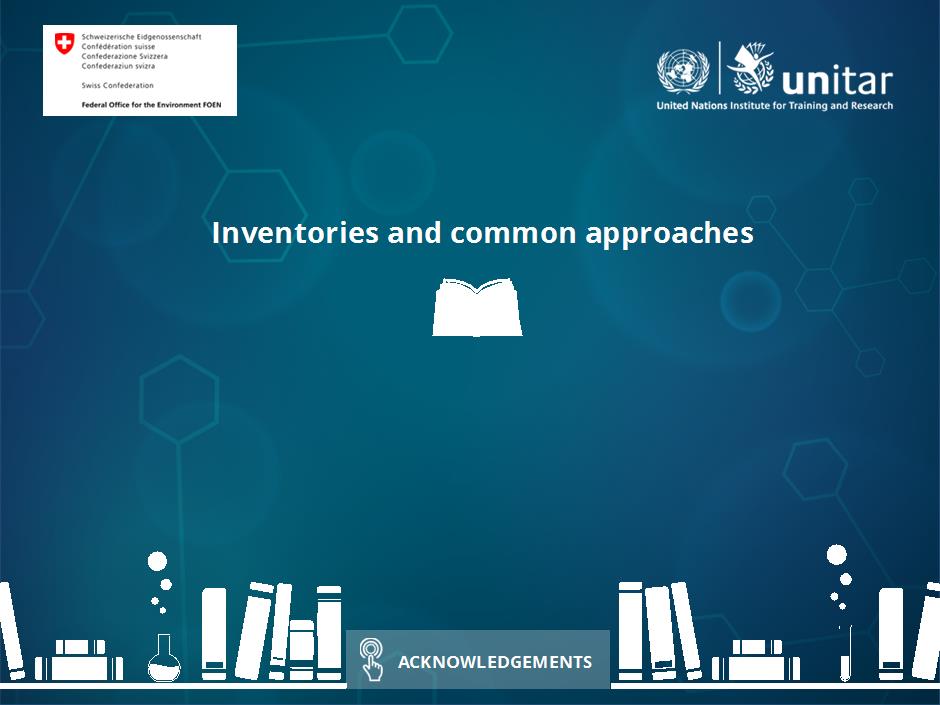 Schweizerische Eidgenossenschaft
Confédération suisse
Confederazione Svizzera
Confederaziun svizra
Swiss Confederation
Federal Office for the Environment FOEN
unitar
United Nations Institute for Training and Research
Inventories and common approaches
ACKNOWLEDGEMENTS